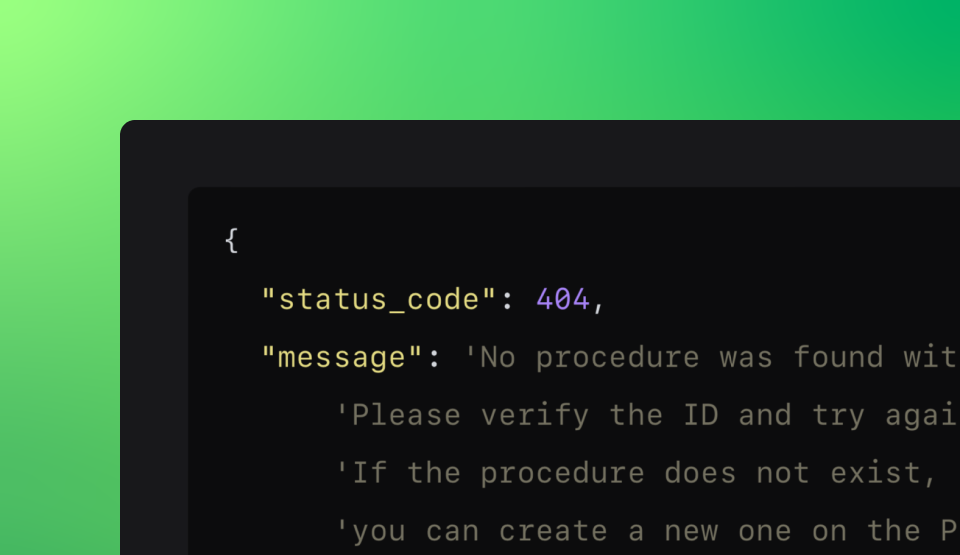 {
"status_code": 404,
"message": 'No procedure was found wit
'Please verify the ID and try agai
'If the procedure does not exist,
'you can create a new one on the P